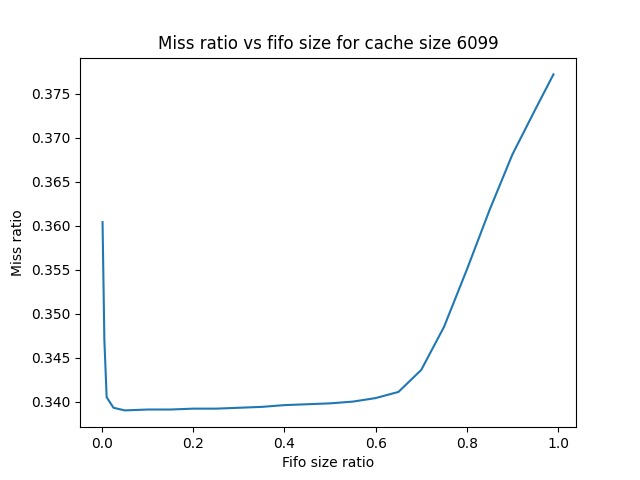 Miss ratio vs fifo size for cache size 6099
0.375
0.370
0.365
0.360
0.355
0.350
0.345
0.340
Miss ratio
0.0 0.2 0.4 0.6 0.8 1.0
Fifo size ratio